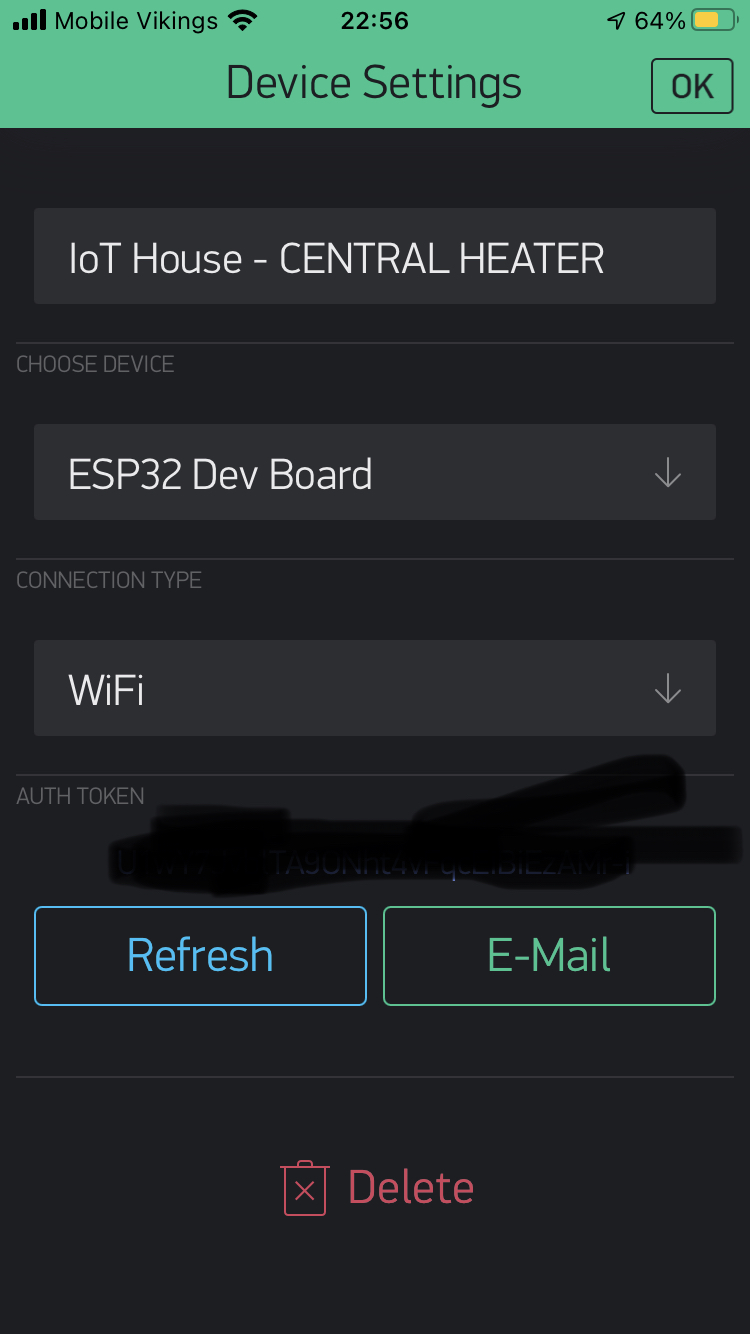 Mobile Vikings 22:56 64%
Device Settings OK
IoT House - CENTRAL HEATER
CHOOSE DEVICE
ESP32 Dev Board
CONNECTION TYPE
WiFi
AUTH TOKEN
Refresh E-Mail
Delete